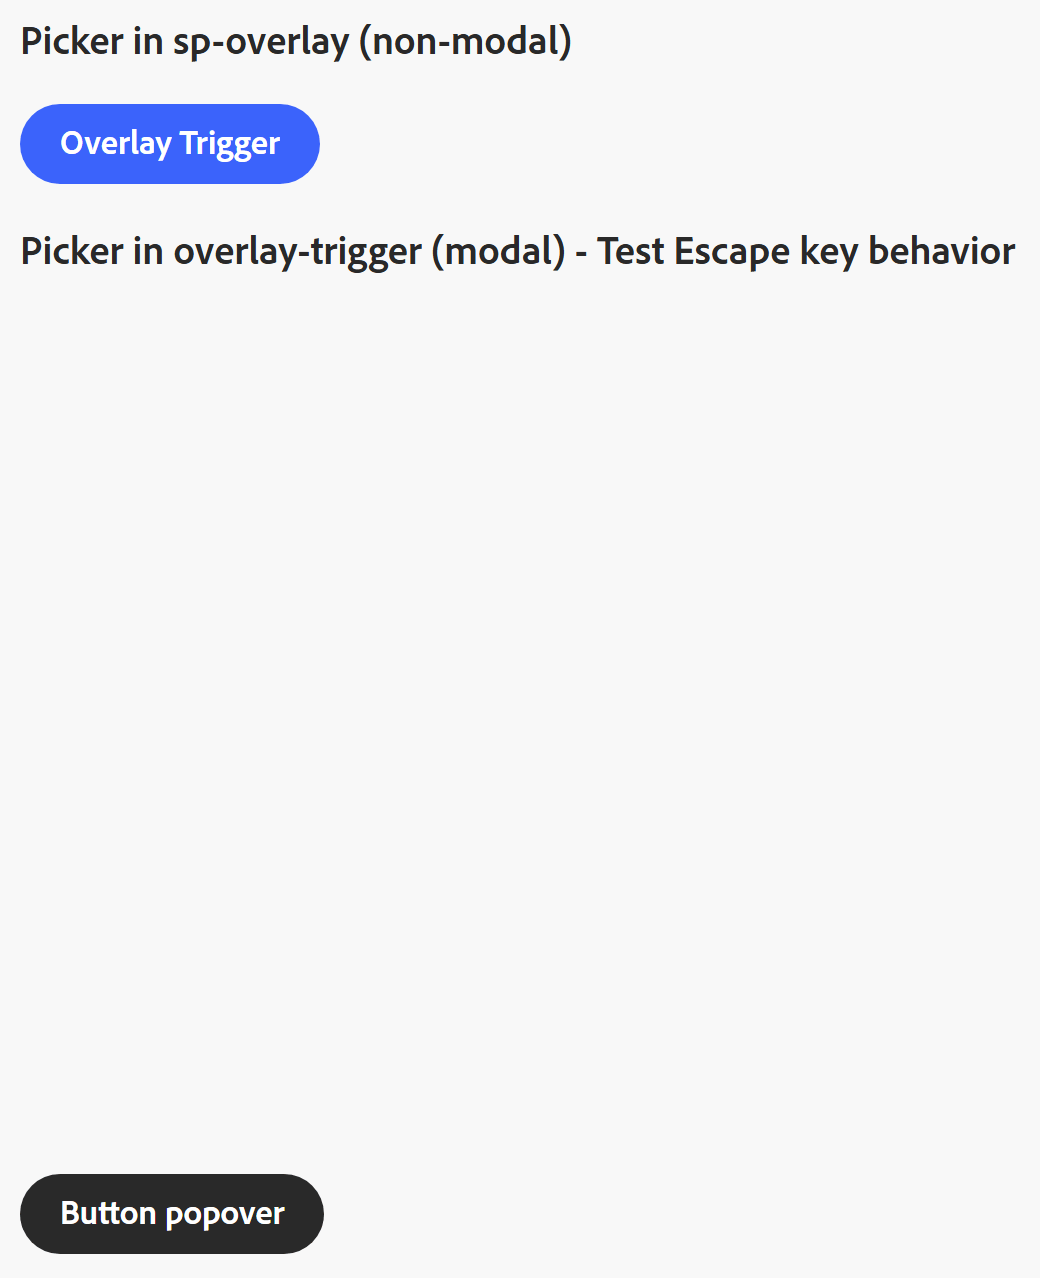 Picker in sp-overlay (non-modal)
Overlay Trigger
Picker in overlay-trigger (modal) - Test Escape key behavior
Button popover